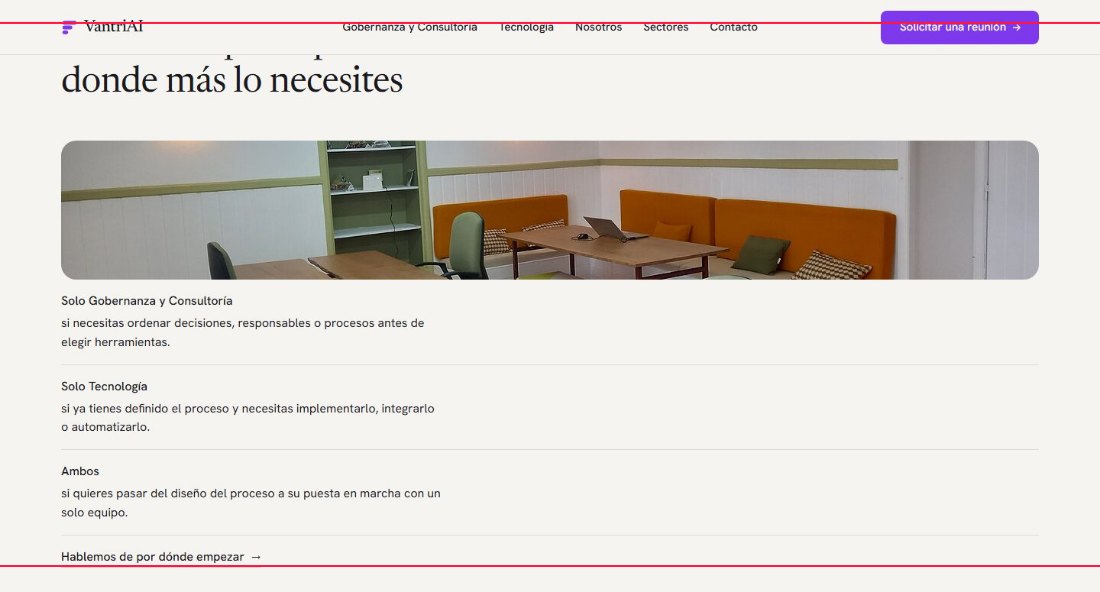 VantriAI
Gobernanza y Consultoría
Tecnología
Nosotros
Sectores
Contacto
Solicitar una reunión →
donde más lo necesites
Solo Gobernanza y Consultoría
si necesitas ordenar decisiones, responsables o procesos antes de
elegir herramientas.
Solo Tecnología
si ya tienes definido el proceso y necesitas implementarlo, integrarlo
o automatizarlo.
Ambos
si quieres pasar del diseño del proceso a su puesta en marcha con un
solo equipo.
Hablemos de por dónde empezar →